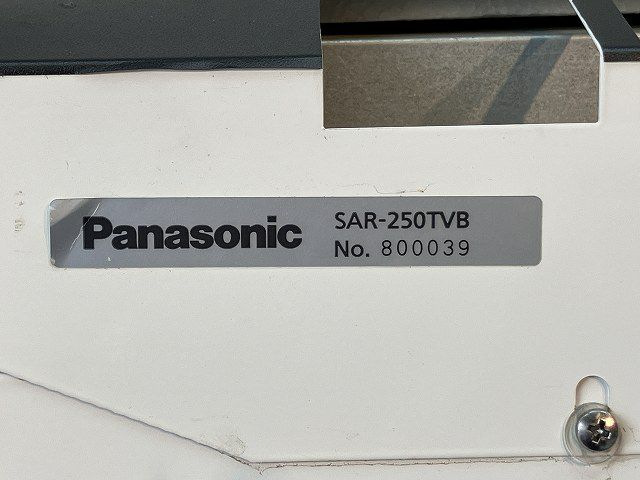 Panasonic
SAR-250TVB
No. 800039